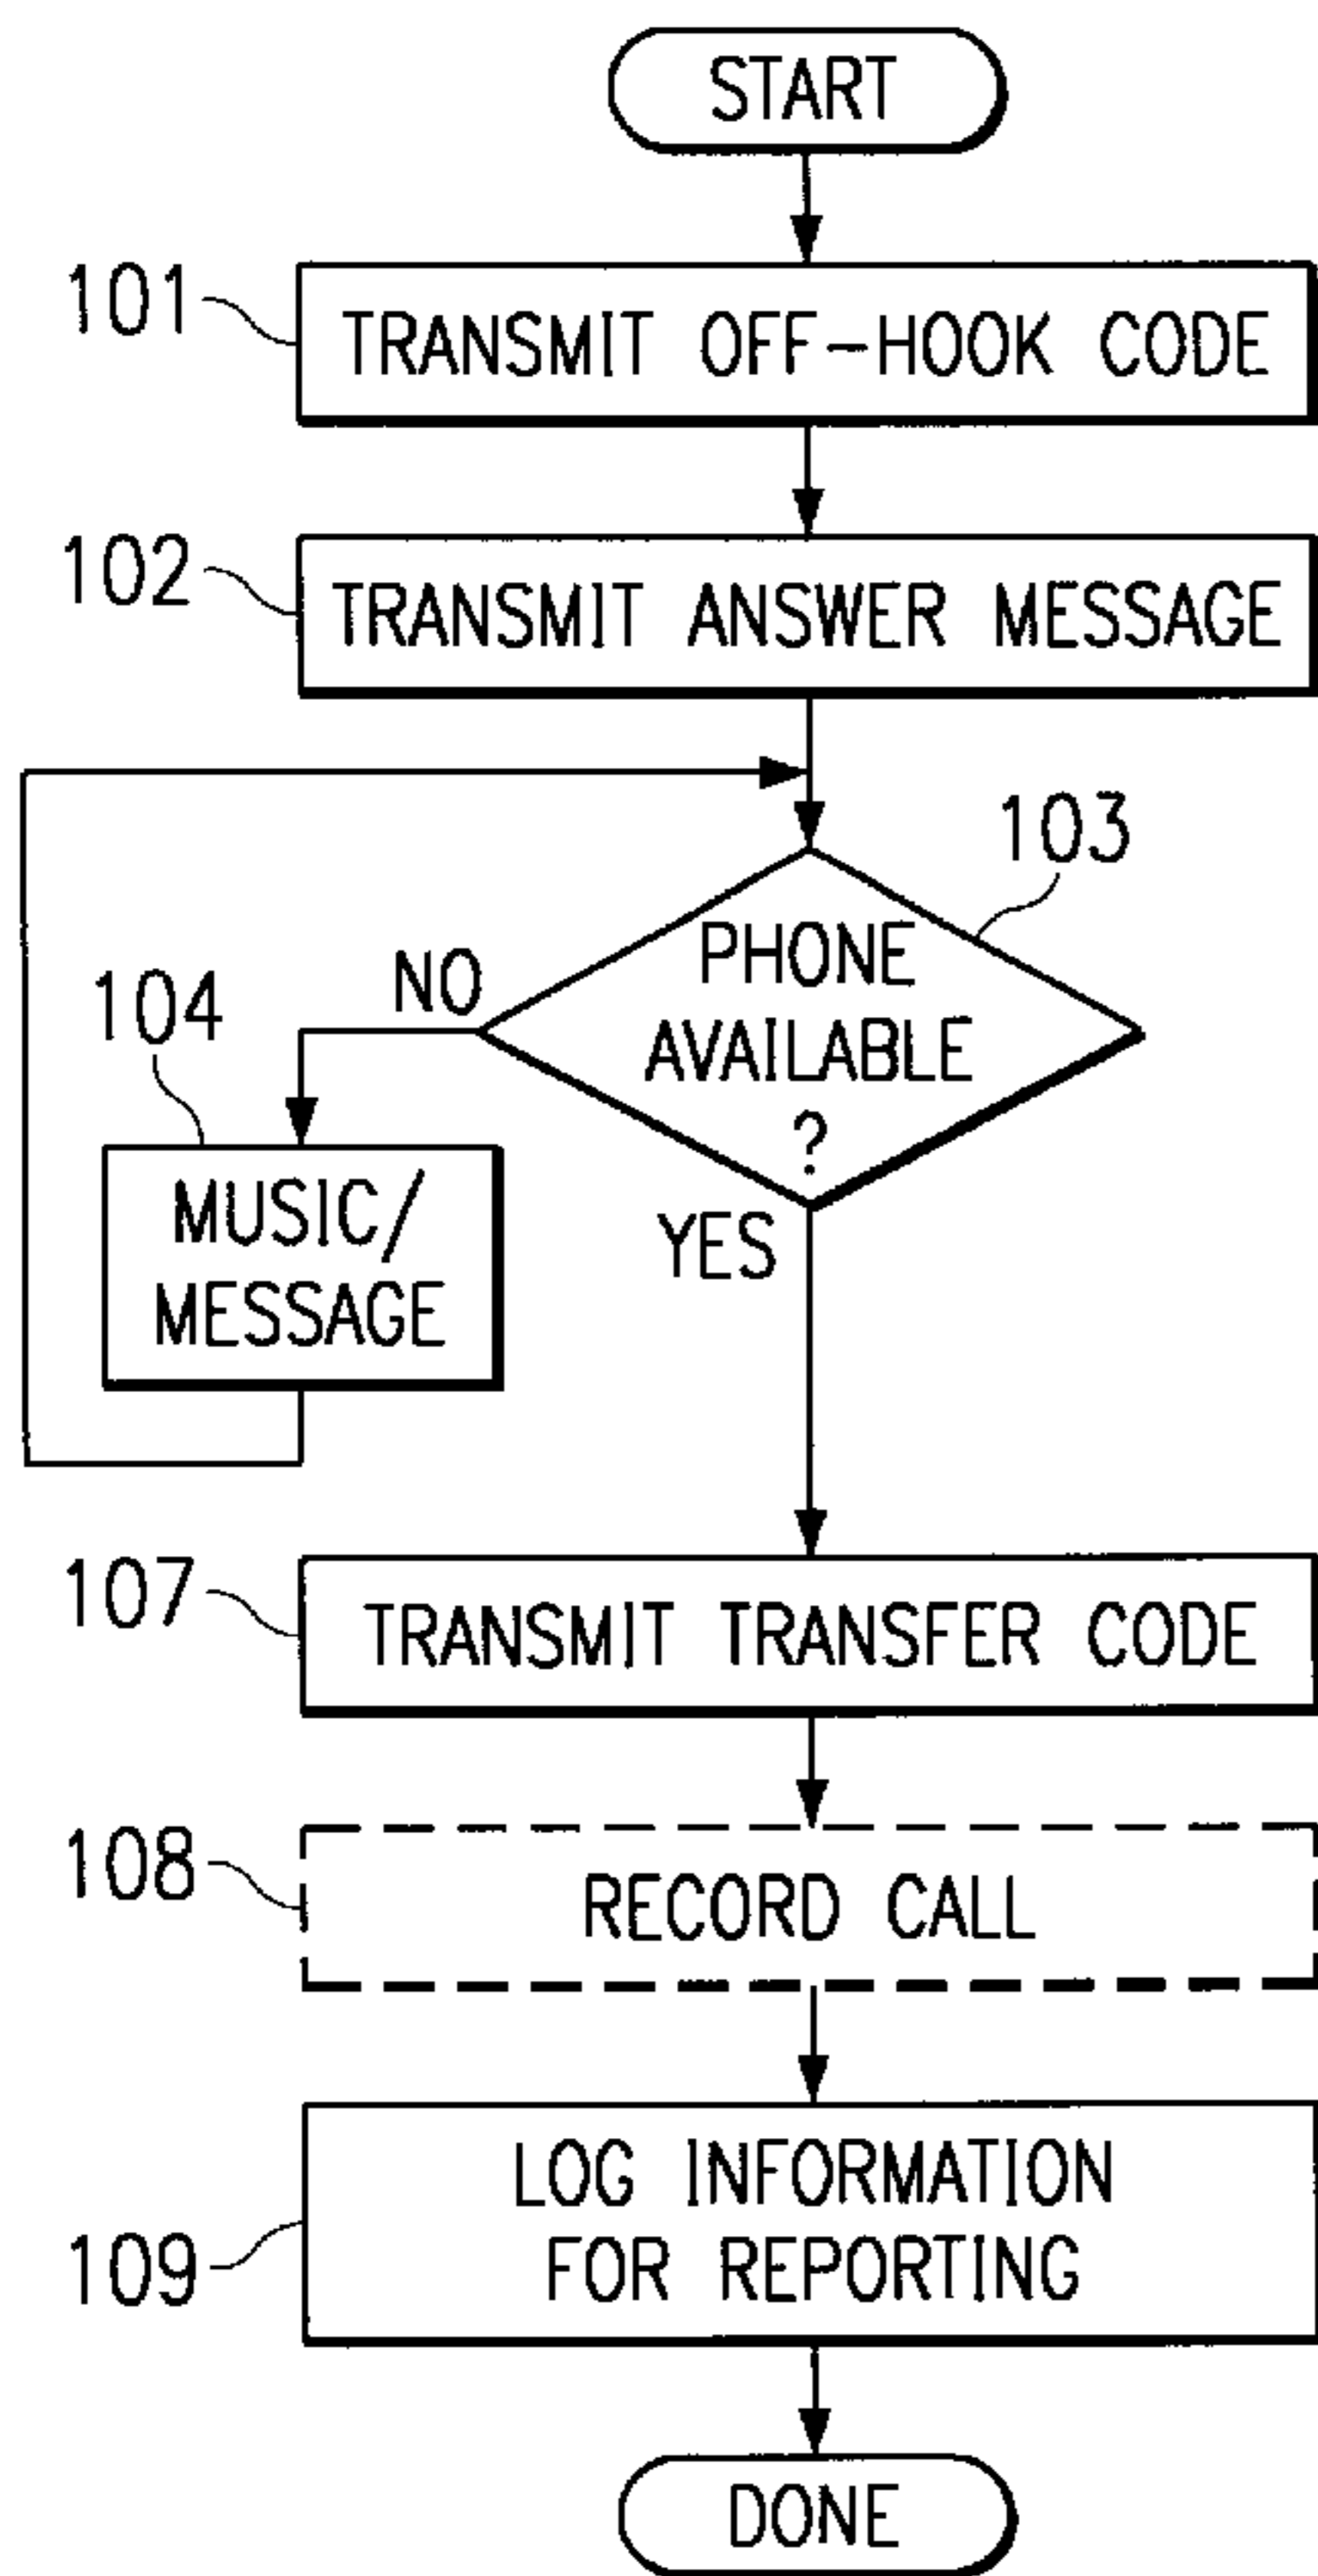 START
101
TRANSMIT OFF-HOOK CODE
102
TRANSMIT ANSWER MESSAGE
103
PHONE
AVAILABLE
?
NO
YES
104
MUSIC/
MESSAGE
107
TRANSMIT TRANSFER CODE
108
RECORD CALL
109
LOG INFORMATION
FOR REPORTING
DONE